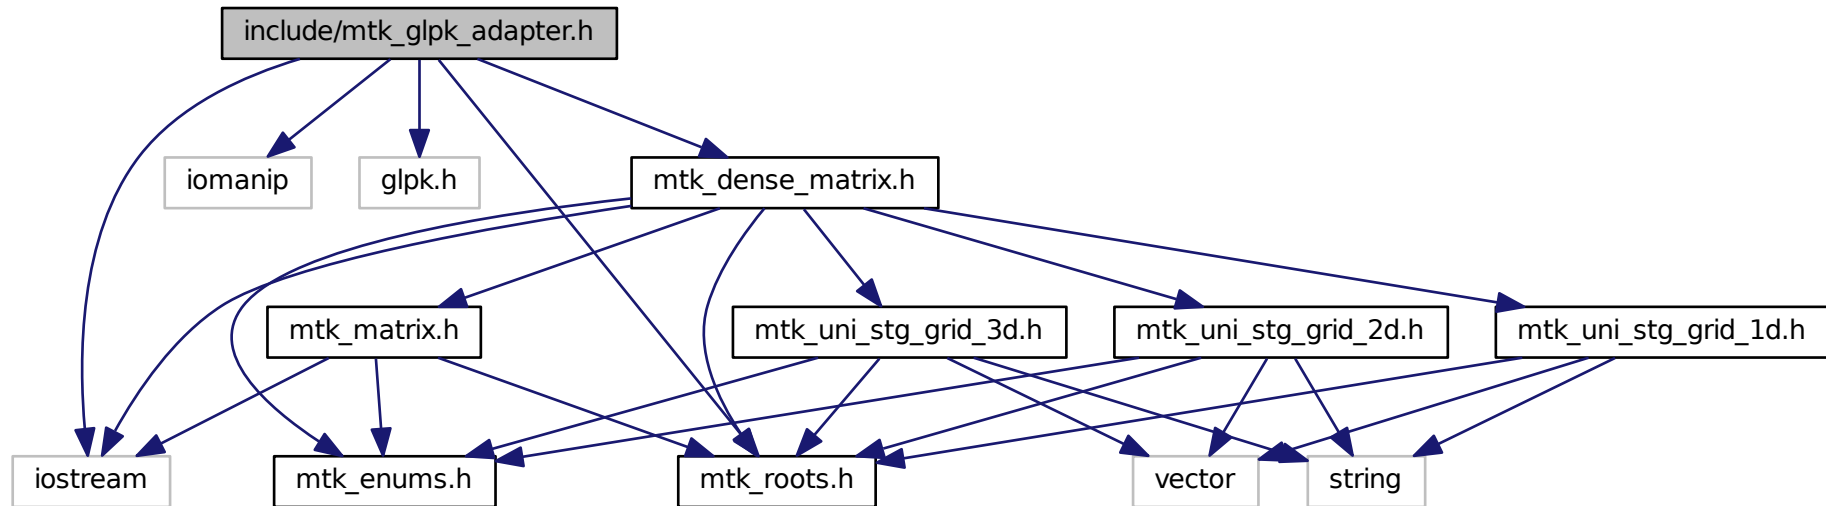 include/mtk_glpk_adapter.h
iomanip
glpk.h
mtk_dense_matrix.h
mtk_matrix.h
mtk_uni_stg_grid_3d.h
mtk_uni_stg_grid_2d.h
mtk_uni_stg_grid_1d.h
iostream
mtk_enums.h
mtk_roots.h
vector
string